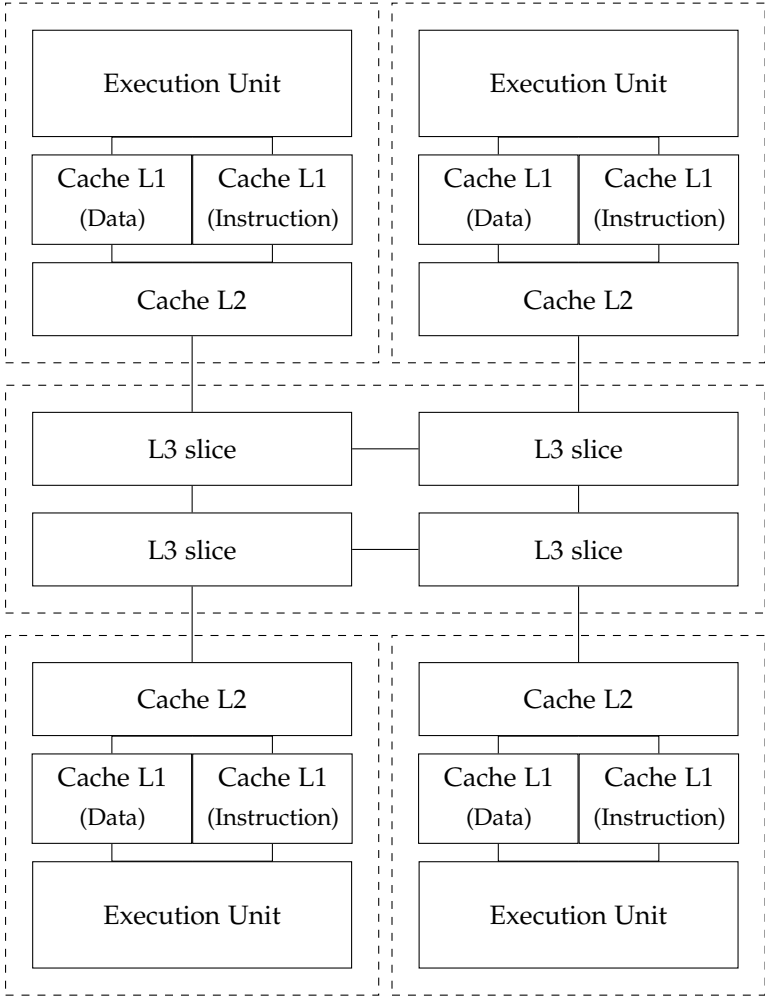 Execution Unit
Execution Unit
Cache L1
Cache L1
(Data)
(Instruction)
Cache L1
Cache L1
(Data)
(Instruction)
Cache L2
Cache L2
L3 slice
L3 slice
L3 slice
L3 slice
Cache L2
Cache L2
Cache L1
Cache L1
(Data)
(Instruction)
Cache L1
Cache L1
(Data)
(Instruction)
Execution Unit
Execution Unit